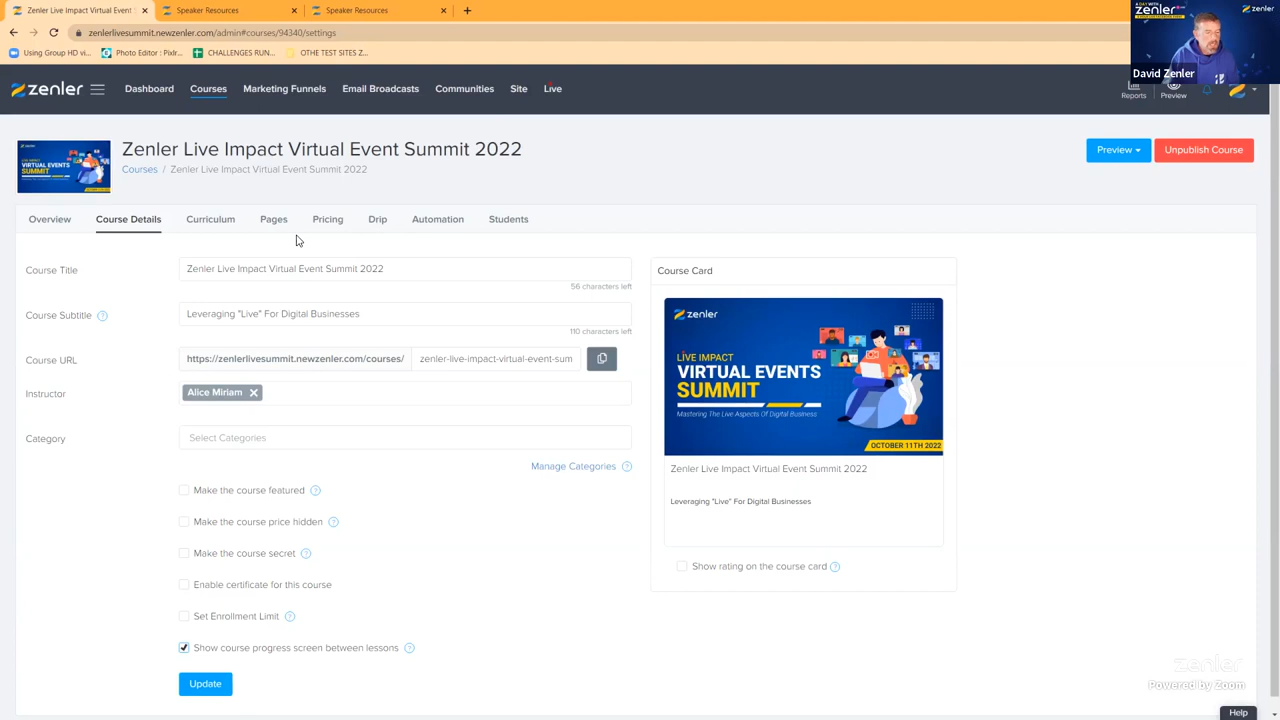 Zenler Live Impact Virtual Event
Speaker Resources
Speaker Resources
zenlerlivesummit.newzenler.com/admin#courses/94340/settings
Using Group HD vi...
Photo Editor : Pixlr...
CHALLENGES RUN...
OTHE TEST SITES Z...
A DAY WITH
zenler
zenler
David Zenler
zenler
Dashboard
Courses
Marketing Funnels
Email Broadcasts
Communities
Site
Live
Reports
Preview
Zenler Live Impact Virtual Event Summit 2022
Courses / Zenler Live Impact Virtual Event Summit 2022
Preview
Unpublish Course
Overview
Course Details
Curriculum
Pages
Pricing
Drip
Automation
Students
Course Title
Zenler Live Impact Virtual Event Summit 2022
56 characters left
Course Subtitle
Leveraging "Live" For Digital Businesses
110 characters left
Course URL
https://zenlerlivesummit.newzenler.com/courses/
zenler-live-impact-virtual-event-sum
Instructor
Alice Miriam
Category
Select Categories
Manage Categories
Make the course featured
Make the course price hidden
Make the course secret
Enable certificate for this course
Set Enrollment Limit
Show course progress screen between lessons
Update
Course Card
zenler
LIVE IMPACT
VIRTUAL EVENTS
SUMMIT
Mastering The Live Aspects Of Digital Business
OCTOBER 11TH 2022
Zenler Live Impact Virtual Event Summit 2022
Leveraging "Live" For Digital Businesses
Show rating on the course card
zenler
Powered by Zoom
Help